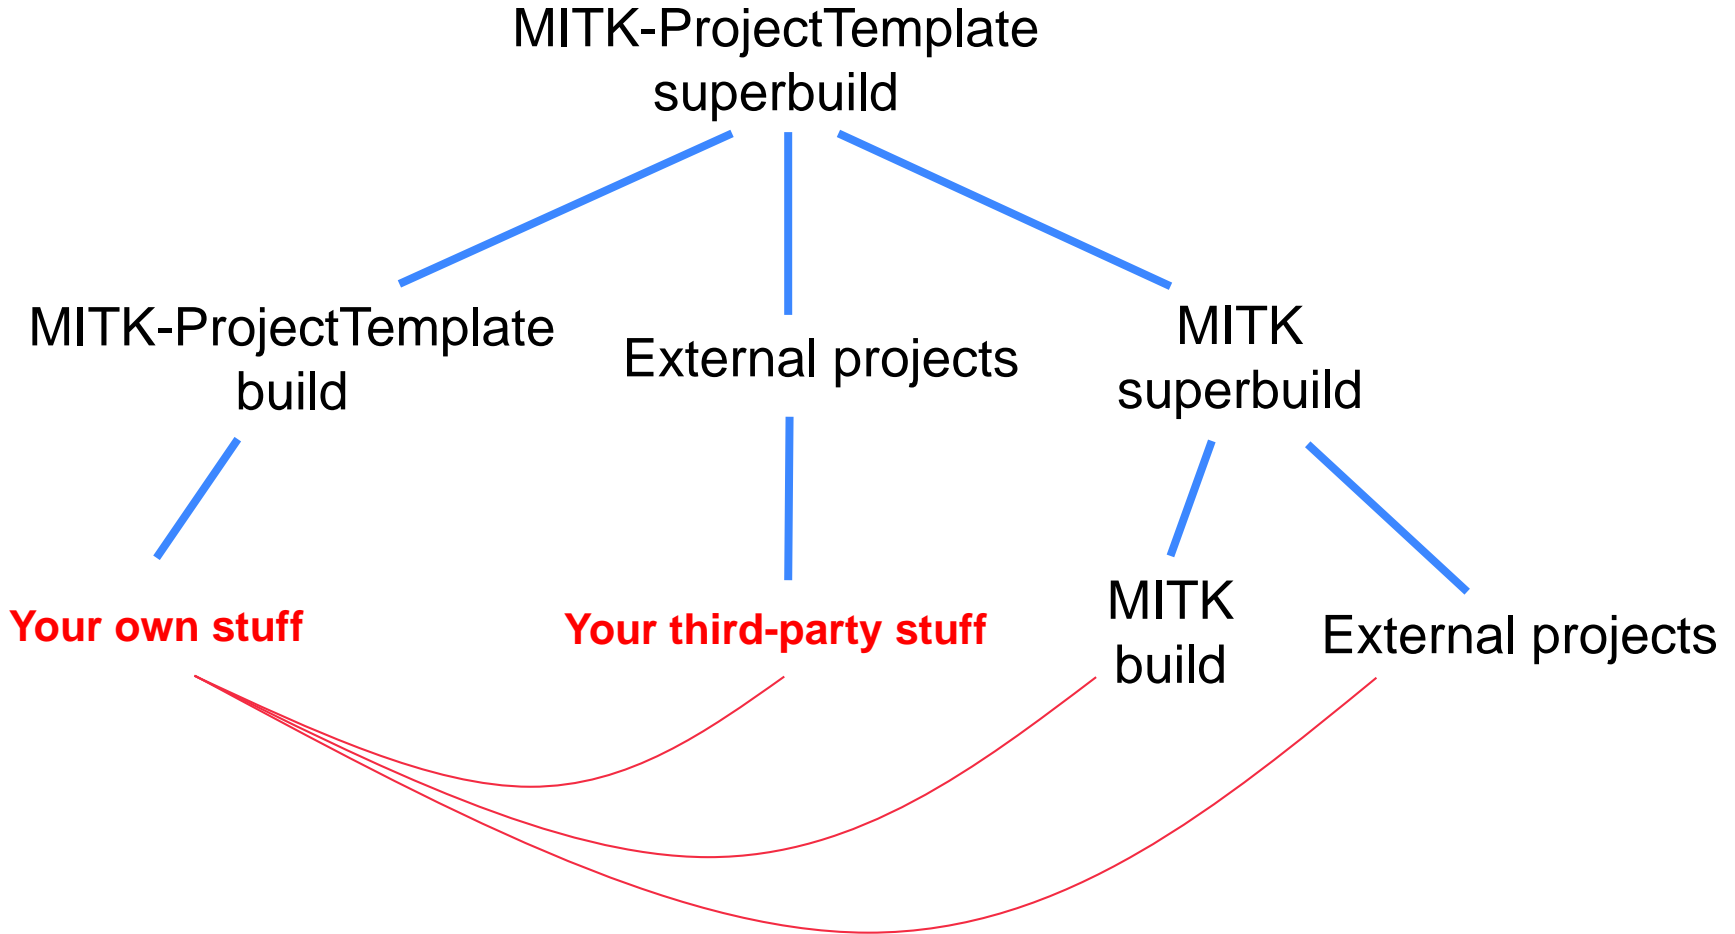 MITK-ProjectTemplate
superbuild
MITK-ProjectTemplate
build
External projects
MITK
superbuild
Your own stuff
Your third-party stuff
MITK
build
External projects